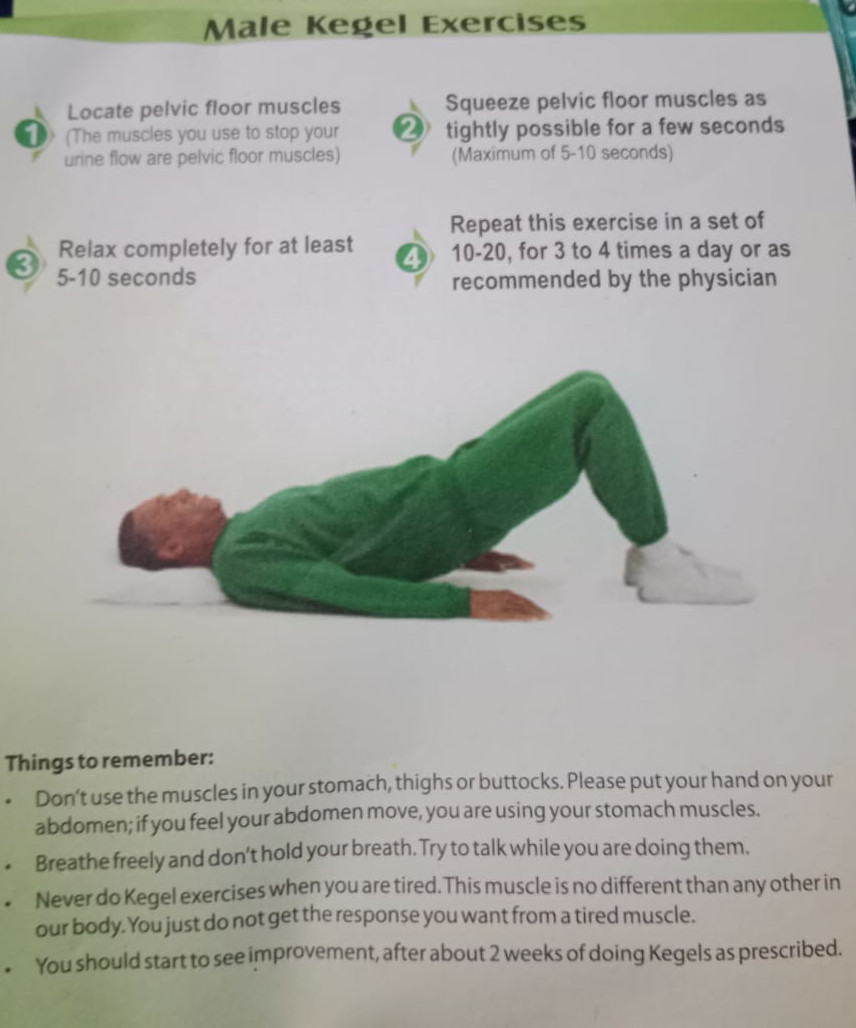 Male Kegel Exercises
1
Locate pelvic floor muscles
(The muscles you use to stop your
urine flow are pelvic floor muscles)
2
Squeeze pelvic floor muscles as
tightly possible for a few seconds
(Maximum of 5-10 seconds)
3
Relax completely for at least
5-10 seconds
4
Repeat this exercise in a set of
10-20, for 3 to 4 times a day or as
recommended by the physician
Things to remember:
• Don't use the muscles in your stomach, thighs or buttocks. Please put your hand on your
abdomen; if you feel your abdomen move, you are using your stomach muscles.
• Breathe freely and don't hold your breath. Try to talk while you are doing them.
• Never do Kegel exercises when you are tired. This muscle is no different than any other in
our body. You just do not get the response you want from a tired muscle.
• You should start to see improvement, after about 2 weeks of doing Kegels as prescribed.